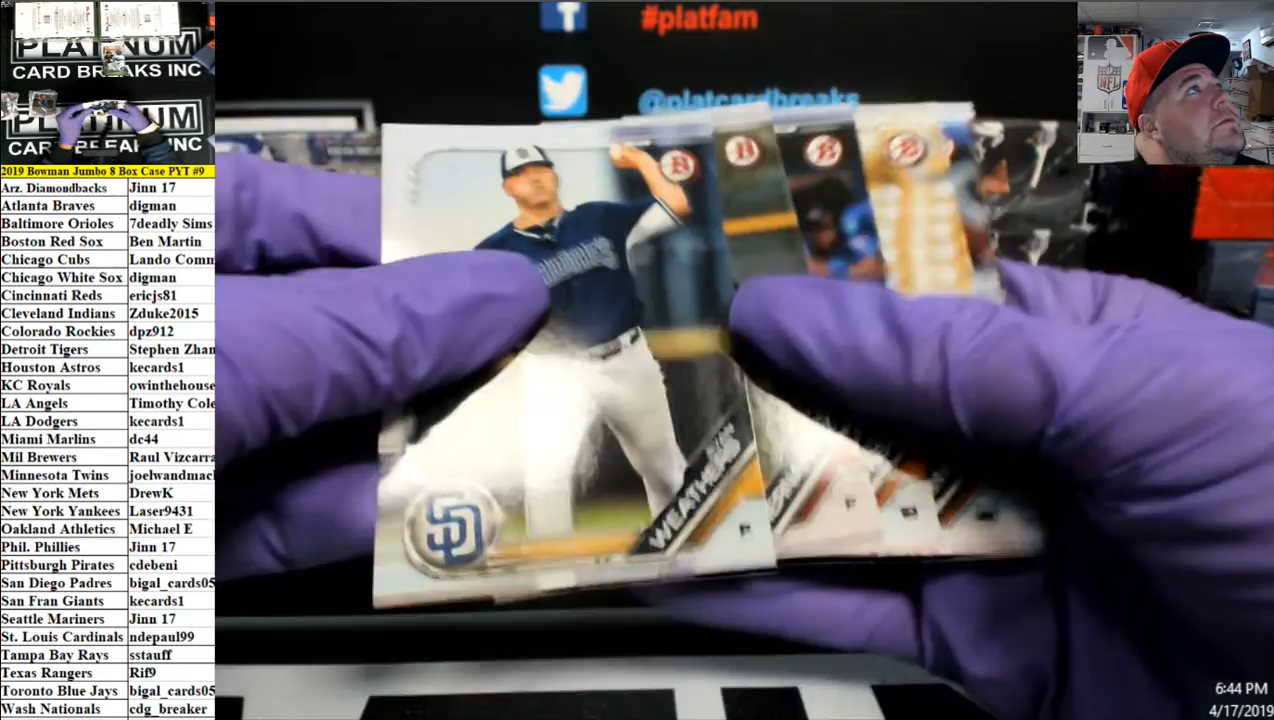 PLATINUM
CARD BREAKS INC
PLATINUM
#platfam
@platcardbreaks
NFL
2019 Bowman Jumbo 8 Box Case PYT #9
Arz. Diamondbacks Jinn 17
Atlanta Braves digman
Baltimore Orioles 7deadly Sims
Boston Red Sox Ben Martin
Chicago Cubs Lando Comm
Chicago White Sox digman
Cincinnati Reds ericjs81
Cleveland Indians Zduke2015
Colorado Rockies dpz912
Detroit Tigers Stephen Zhan
Houston Astros kecards1
KC Royals owinthehouse
LA Angels Timothy Cole
LA Dodgers kecards1
Miami Marlins dc44
Mil Brewers Raul Vizcarra
Minnesota Twins joelwandmac
New York Mets DrewK
New York Yankees Laser9431
Oakland Athletics Michael E
Phil. Phillies Jinn 17
Pittsburgh Pirates cdebeni
San Diego Padres bigal_cards05
San Fran Giants kecards1
Seattle Mariners Jinn 17
St. Louis Cardinals ndepaul99
Tampa Bay Rays sstauff
Texas Rangers Rif9
Toronto Blue Jays bigal_cards05
Wash Nationals cdg_breaker
WEATHERS
SD
6:44 PM
4/17/2019